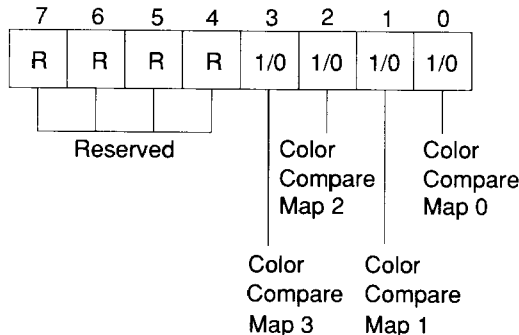 7 6 5 4 3 2 1 0
R R R R 1/0 1/0 1/0 1/0
Reserved
Color
Compare
Map 2
Color
Compare
Map 0
Color
Compare
Map 3
Color
Compare
Map 1